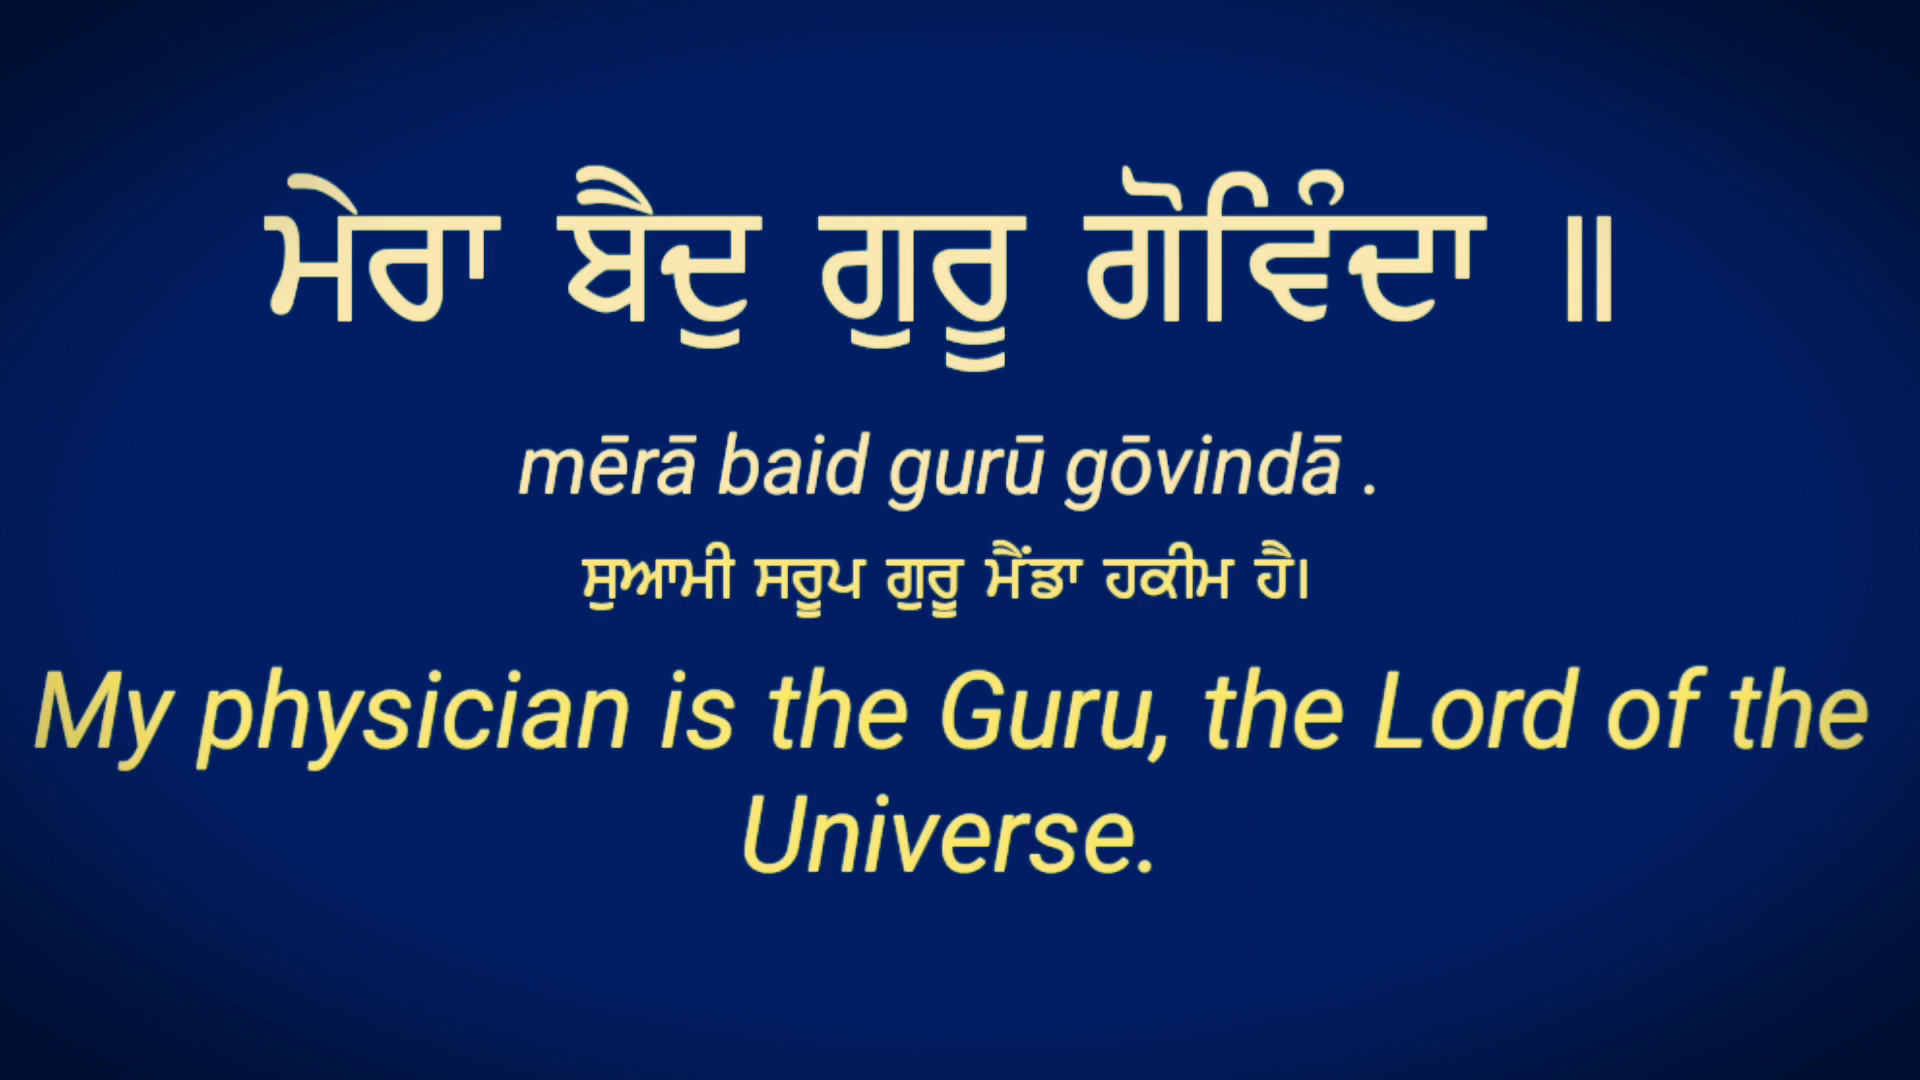 ਮੇਰਾ ਬੈਦੁ ਗੁਰੂ ਗੋਵਿੰਦਾ ॥
mērā baid gurū gōvindā .
ਸੁਆਮੀ ਸਰੂਪ ਗੁਰੂ ਮੈਂਡਾ ਹਕੀਮ ਹੈ।
My physician is the Guru, the Lord of the
Universe.